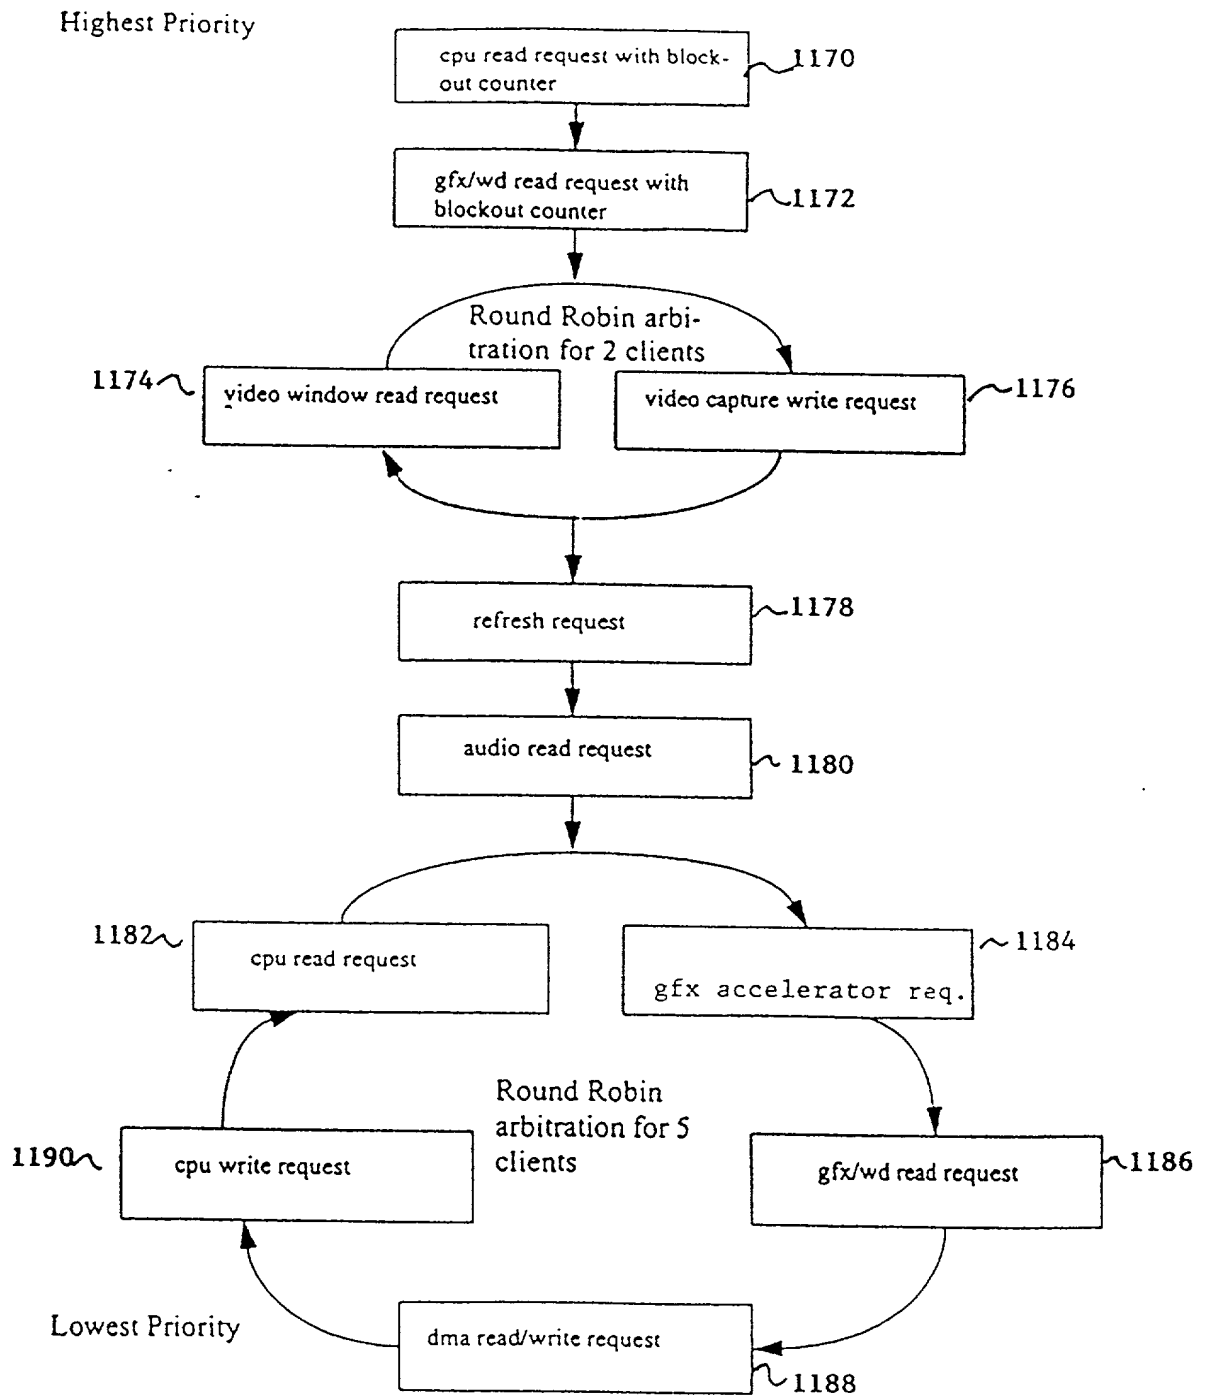 Highest Priority
cpu read request with block-
out counter
1170
gfx/wd read request with
blockout counter
1172
Round Robin arbi-
tration for 2 clients
1174
video window read request
video capture write request
1176
refresh request
1178
audio read request
1180
1182
cpu read request
gfx accelerator req.
1184
Round Robin
arbitration for 5
clients
1190
cpu write request
gfx/wd read request
1186
Lowest Priority
dma read/write request
1188